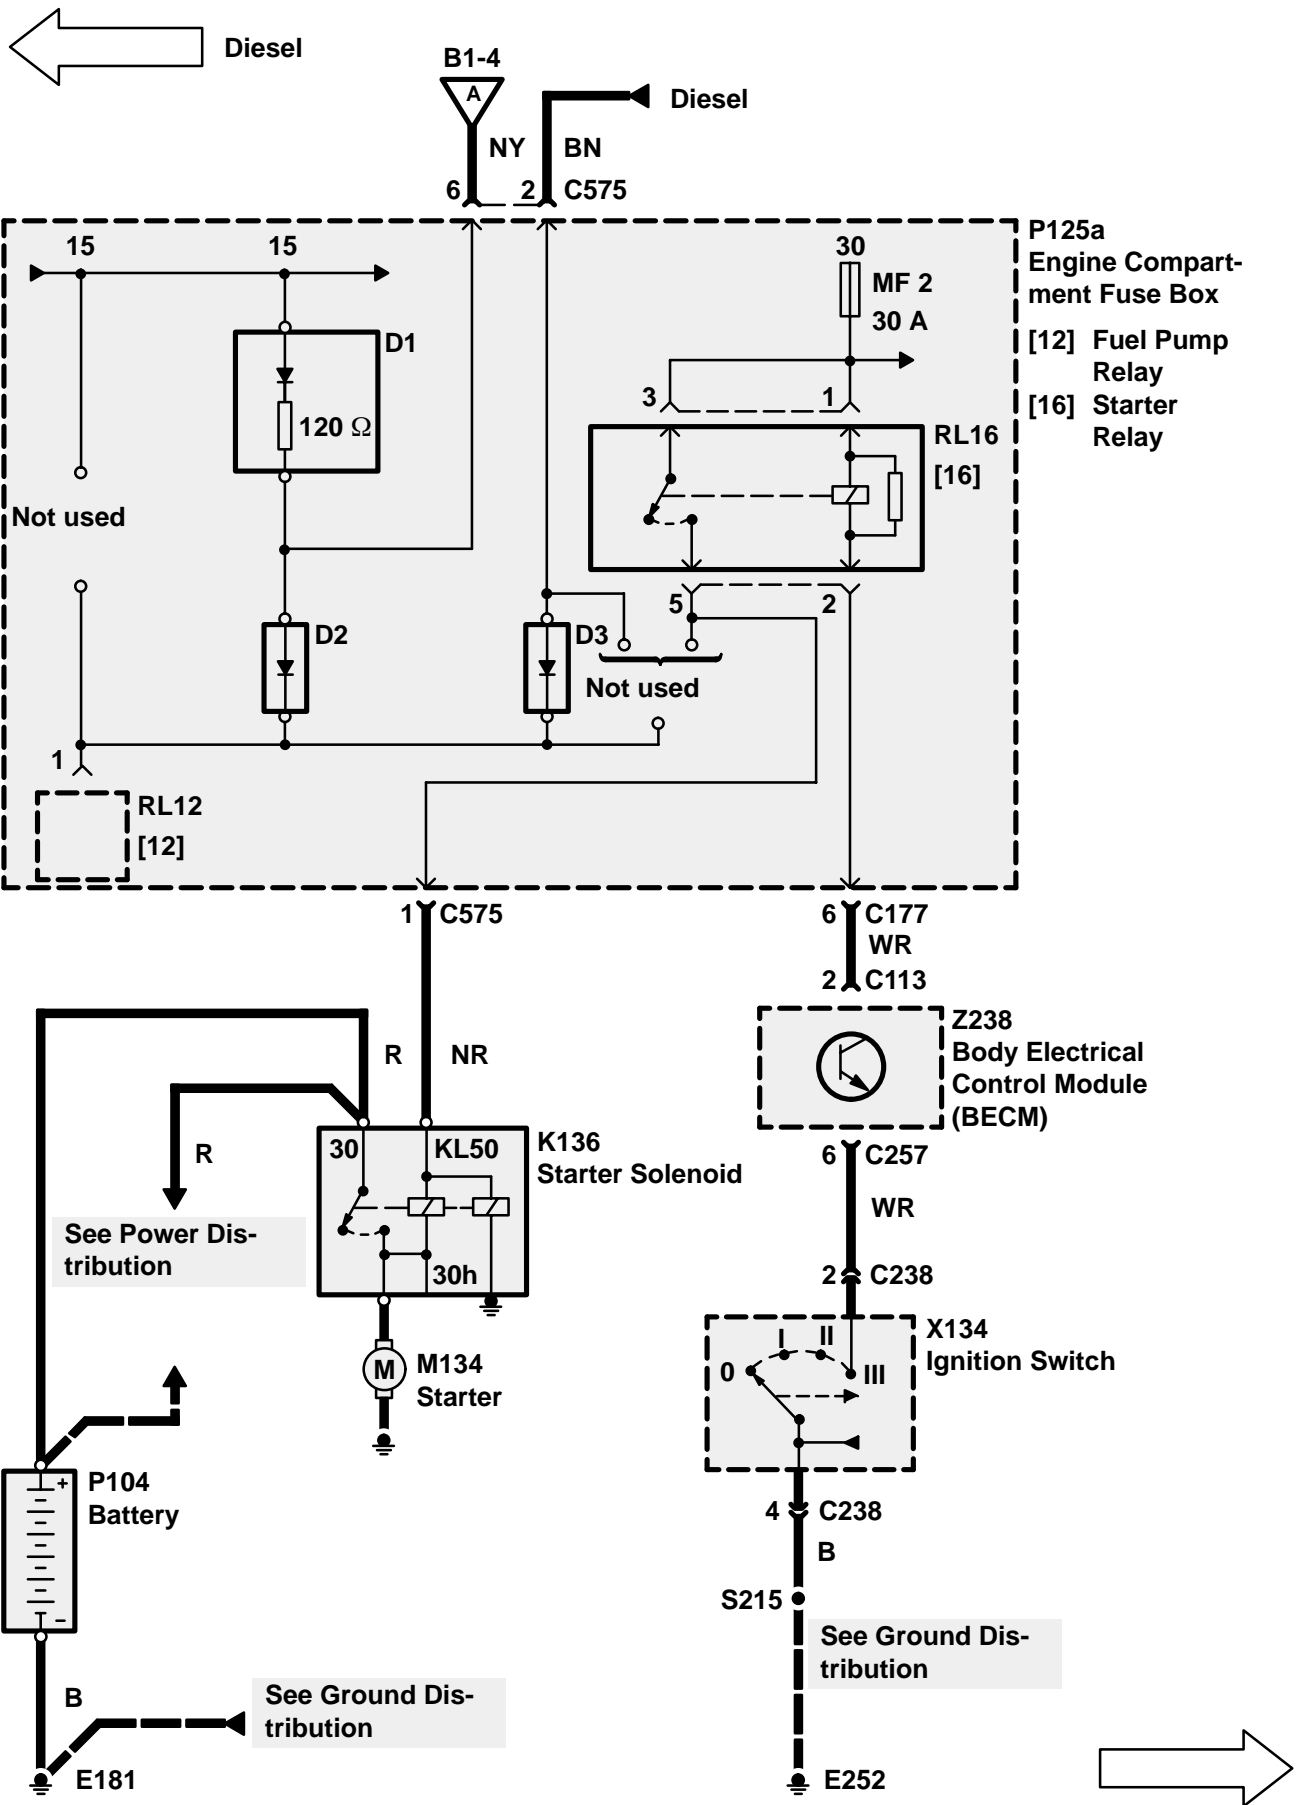 Diesel
B1-4
A
Diesel
NY
BN
6
2
C575
15
15
30
MF 2
30 A
P125a
Engine Compart-
ment Fuse Box
[12] Fuel Pump
Relay
[16] Starter
Relay
D1
120 Ω
3
1
RL16
[16]
Not used
5
2
D2
D3
Not used
1
RL12
[12]
1
C575
6
C177
WR
2
C113
Z238
Body Electrical
Control Module
(BECM)
R
NR
R
30
KL50
K136
Starter Solenoid
6
C257
WR
See Power Dis-
tribution
30h
2
C238
X134
Ignition Switch
0
I
II
III
M
M134
Starter
+
P104
Battery
–
4
C238
B
S215
See Ground Dis-
tribution
B
See Ground Dis-
tribution
E181
E252